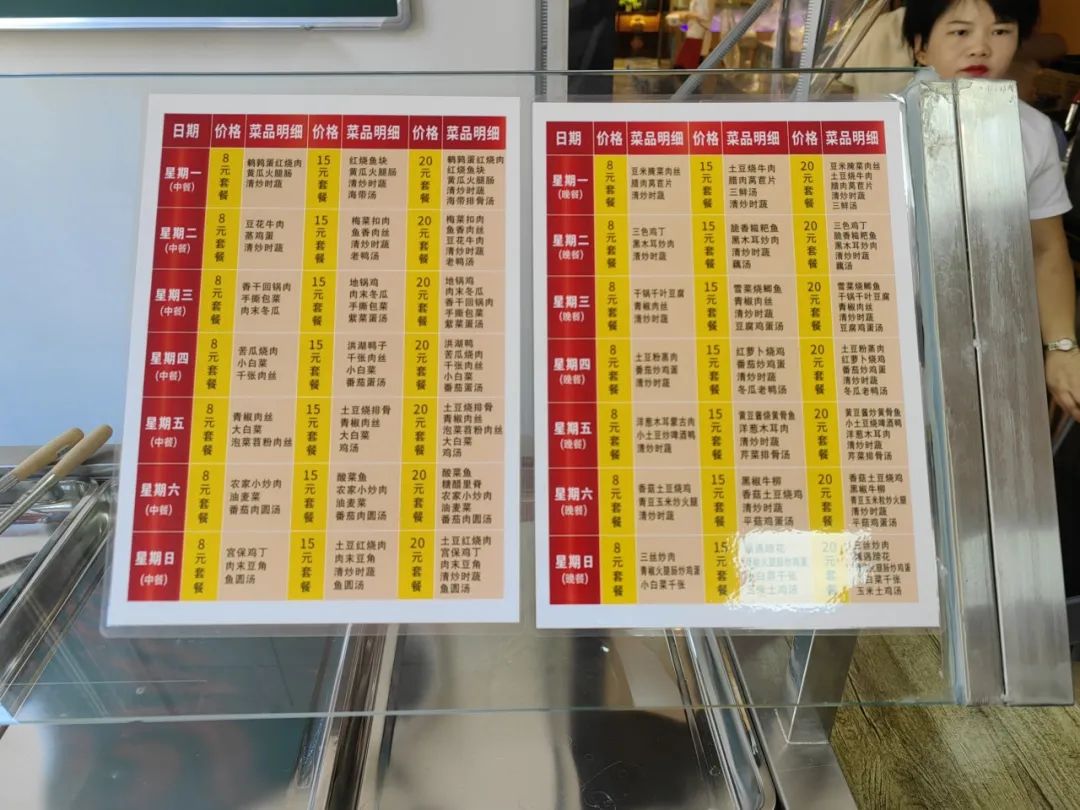 日期 价格 菜品明细 价格 菜品明细 价格 菜品明细
星期一
(中餐)
8元套餐
鹌鹑蛋红烧肉
黄瓜火腿肠
清炒时蔬
15元套餐
红烧鱼块
黄瓜火腿肠
清炒时蔬
海带汤
20元套餐
鹌鹑蛋红烧肉
红烧鱼块
黄瓜火腿肠
清炒时蔬
海带排骨汤
星期二
(中餐)
8元套餐
豆花牛肉
蒸鸡蛋
清炒时蔬
15元套餐
梅菜扣肉
鱼香肉丝
清炒时蔬
老鸭汤
20元套餐
梅菜扣肉
鱼香肉丝
豆花牛肉
清炒时蔬
老鸭汤
星期三
(中餐)
8元套餐
香干回锅肉
手撕包菜
肉末冬瓜
15元套餐
地锅鸡
肉末冬瓜
手撕包菜
紫菜蛋汤
20元套餐
地锅鸡
肉末冬瓜
香干回锅肉
手撕包菜
紫菜蛋汤
星期四
(中餐)
8元套餐
苦瓜烧肉
小白菜
千张肉丝
15元套餐
洪湖鸭子
千张肉丝
小白菜
番茄蛋汤
20元套餐
洪湖鸭
苦瓜烧肉
千张肉丝
小白菜
番茄蛋汤
星期五
(中餐)
8元套餐
青椒肉丝
大白菜
泡菜苕粉肉丝
15元套餐
土豆烧排骨
青椒肉丝
大白菜
鸡汤
20元套餐
土豆烧排骨
青椒肉丝
泡菜苕粉肉丝
大白菜
鸡汤
星期六
(中餐)
8元套餐
农家小炒肉
油麦菜
番茄肉圆汤
15元套餐
酸菜鱼
农家小炒肉
油麦菜
番茄肉圆汤
20元套餐
酸菜鱼
糖醋里脊
农家小炒肉
油麦菜
番茄肉圆汤
星期日
(中餐)
8元套餐
宫保鸡丁
肉末豆角
鱼圆汤
15元套餐
土豆红烧肉
肉末豆角
清炒时蔬
鱼圆汤
20元套餐
土豆红烧肉
宫保鸡丁
肉末豆角
清炒时蔬
鱼圆汤
日期 价格 菜品明细 价格 菜品明细 价格 菜品明细
星期一
(晚餐)
8元套餐
豆米腌菜肉丝
腊肉莴苣片
清炒时蔬
15元套餐
土豆烧牛肉
腊肉莴苣片
三鲜汤
清炒时蔬
20元套餐
豆米腌菜肉丝
土豆烧牛肉
腊肉莴苣片
清炒时蔬
三鲜汤
星期二
(晚餐)
8元套餐
三色鸡丁
黑木耳炒肉
清炒时蔬
15元套餐
脆香糍粑鱼
黑木耳炒肉
清炒时蔬
藕汤
20元套餐
三色鸡丁
脆香糍粑鱼
黑木耳炒肉
清炒时蔬
藕汤
星期三
(晚餐)
8元套餐
干锅千叶豆腐
青椒肉丝
清炒时蔬
15元套餐
雪菜烧鲫鱼
青椒肉丝
清炒时蔬
豆腐鸡蛋汤
20元套餐
雪菜烧鲫鱼
干锅千叶豆腐
青椒肉丝
清炒时蔬
豆腐鸡蛋汤
星期四
(晚餐)
8元套餐
土豆粉蒸肉
番茄炒鸡蛋
清炒时蔬
15元套餐
红萝卜烧鸡
番茄炒鸡蛋
清炒时蔬
冬瓜老鸭汤
20元套餐
土豆粉蒸肉
红萝卜烧鸡
番茄炒鸡蛋
清炒时蔬
冬瓜老鸭汤
星期五
(晚餐)
8元套餐
洋葱木耳蒙古肉
小土豆炒啤酒鸭
清炒时蔬
15元套餐
黄豆酱烧黄骨鱼
洋葱木耳肉
清炒时蔬
芹菜排骨汤
20元套餐
黄豆酱炒黄骨鱼
小土豆烧啤酒鸭
洋葱木耳肉
清炒时蔬
芹菜排骨汤
星期六
(晚餐)
8元套餐
香菇土豆烧鸡
青豆玉米炒火腿
清炒时蔬
15元套餐
黑椒牛柳
香菇土豆烧鸡
清炒时蔬
平菇鸡蛋汤
20元套餐
香菇土豆烧鸡
黑椒牛柳
青豆玉米粒炒火腿
清炒时蔬
平菇鸡蛋汤
星期日
(晚餐)
8元套餐
三丝炒肉
青椒火腿肠炒鸡蛋
小白菜千张
15元套餐
火腿肠炒鸡蛋
白菜千张
玉米土鸡汤
20元套餐
三丝炒肉
蹄花
火腿肠炒鸡蛋
白菜千张
玉米土鸡汤